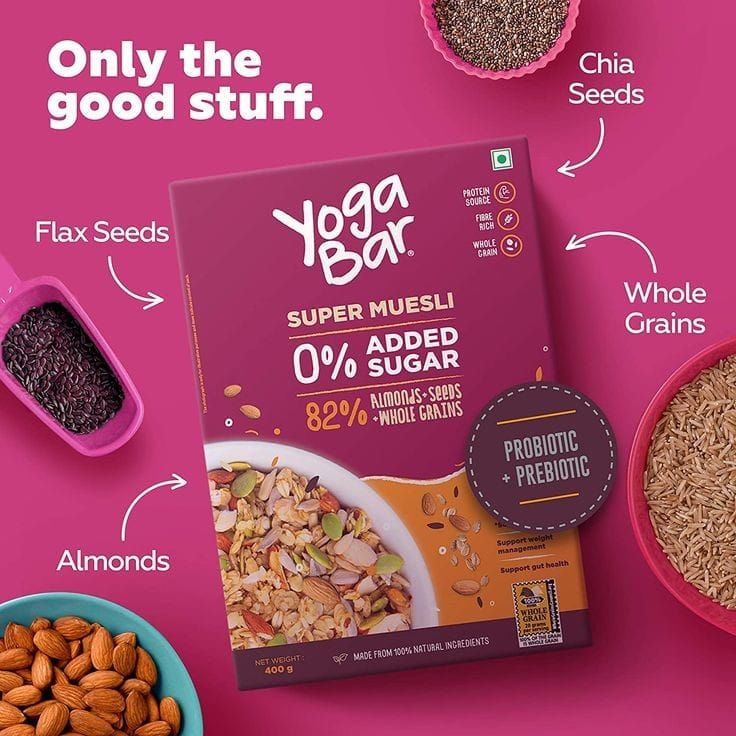 Only the
good stuff.
Chia
Seeds
Flax Seeds
Whole
Grains
Almonds
Yoga
Bar®
PROTEIN
SOURCE
FIBRE
RICH
WHOLE
GRAIN
SUPER MUESLI
0% ADDED
SUGAR
82% ALMONDS+SEEDS
+WHOLE GRAINS
PROBIOTIC
+ PREBIOTIC
Support weight
management
Support gut health
100%
WHOLE
GRAIN
NET WEIGHT:
400 g
MADE FROM 100% NATURAL INGREDIENTS